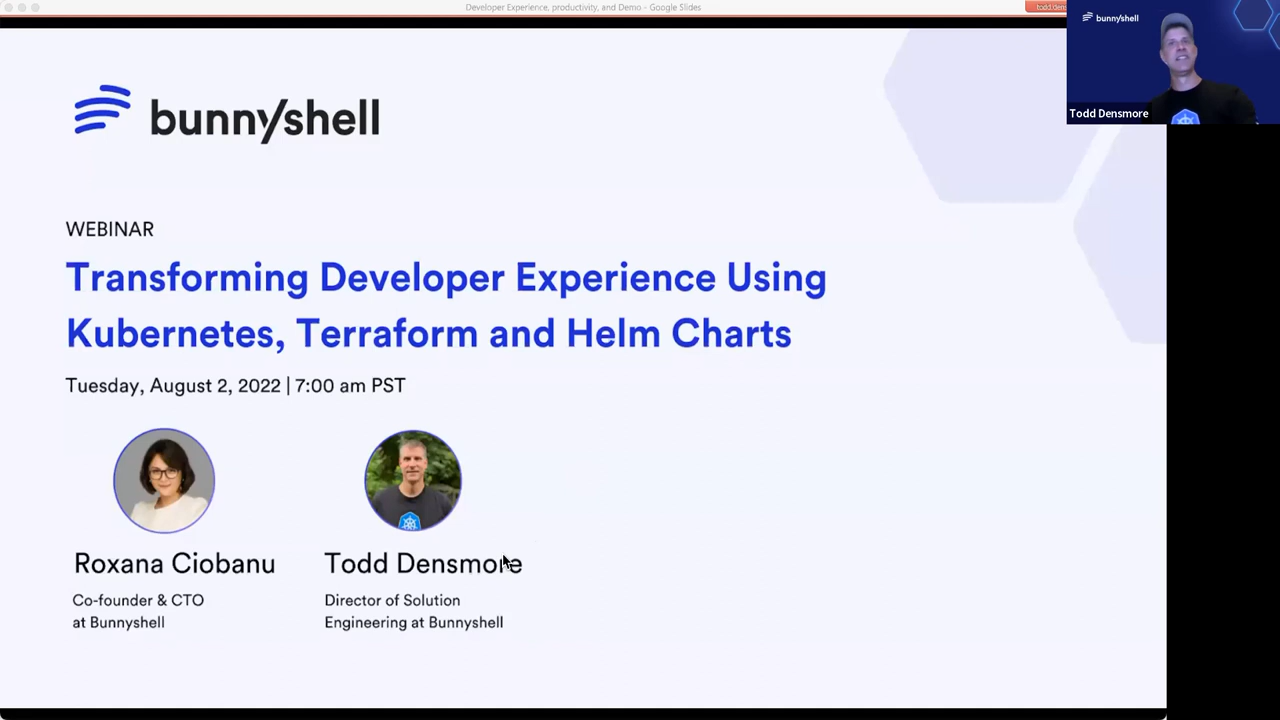 Developer Experience, productivity, and Demo - Google Slides
bunnyshell
Todd Densmore
bunnyshell
WEBINAR
Transforming Developer Experience Using
Kubernetes, Terraform and Helm Charts
Tuesday, August 2, 2022 | 7:00 am PST
Roxana Ciobanu
Co-founder & CTO
at Bunnyshell
Todd Densmore
Director of Solution
Engineering at Bunnyshell